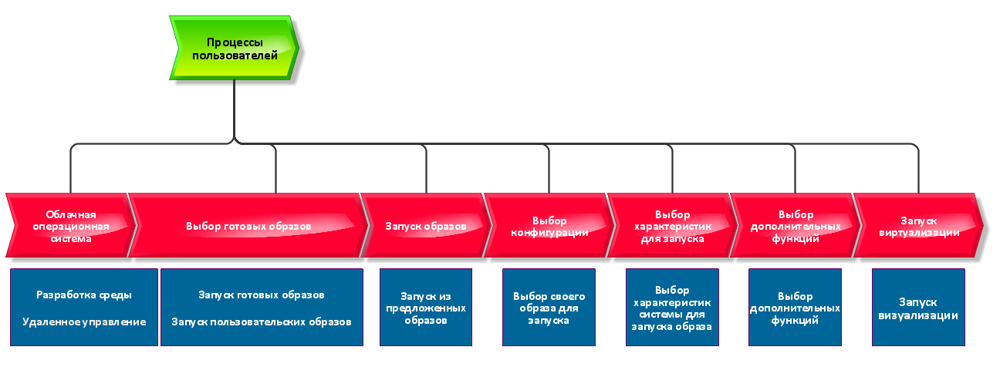 Процессы
пользователей
Облачная
операционная
система
Выбор готовых образов
Запуск образов
Выбор
конфигурации
Выбор
характеристик
для запуска
Выбор
дополнительных
функций
Запуск
виртуализации
Разработка среды
Удаленное управление
Запуск готовых образов
Запуск пользовательских образов
Запуск из
предложенных
образов
Выбор своего
образа для
запуска
Выбор
характеристик
системы для
запуска образа
Выбор
дополнительных
функций
Запуск
визуализации